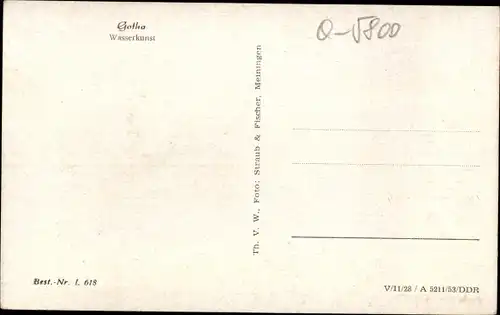 Gotha
Wasserkunst
O-5800
Th. V. W., Foto: Straub & Fischer, Meiningen
Best.-Nr. L 618
V/11/28 / A 5211/53/DDR